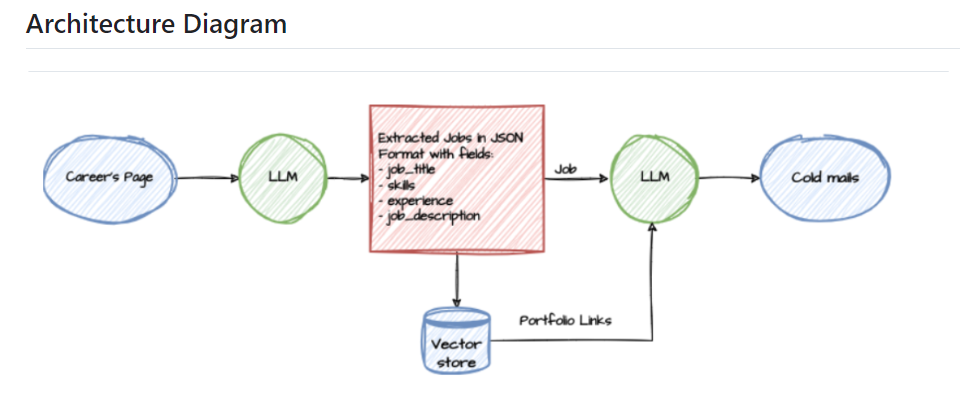 Architecture Diagram
Career's Page
LLM
Extracted Jobs in JSON
Format with fields:
- job_title
- skills
- experience
- job_description
Job
LLM
Cold mails
Portfolio Links
Vector
store